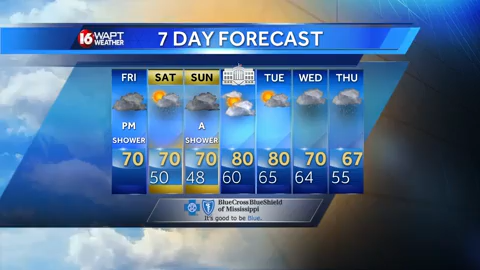 16 WAPT
WEATHER
7 DAY FORECAST
FRI SAT SUN TUE WED THU
PM A
SHOWER SHOWER
70 70 70 80 80 70 67
50 48 60 65 64 55
BlueCross BlueShield
of Mississippi
It's good to be Blue.